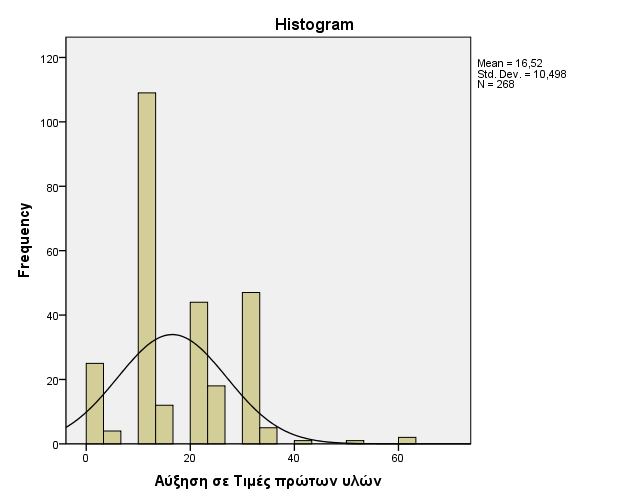 Histogram
Mean = 16,52
Std. Dev. = 10,498
N = 268
120
100
80
60
40
20
0
Frequency
0 20 40 60
Αύξηση σε Τιμές πρώτων υλών